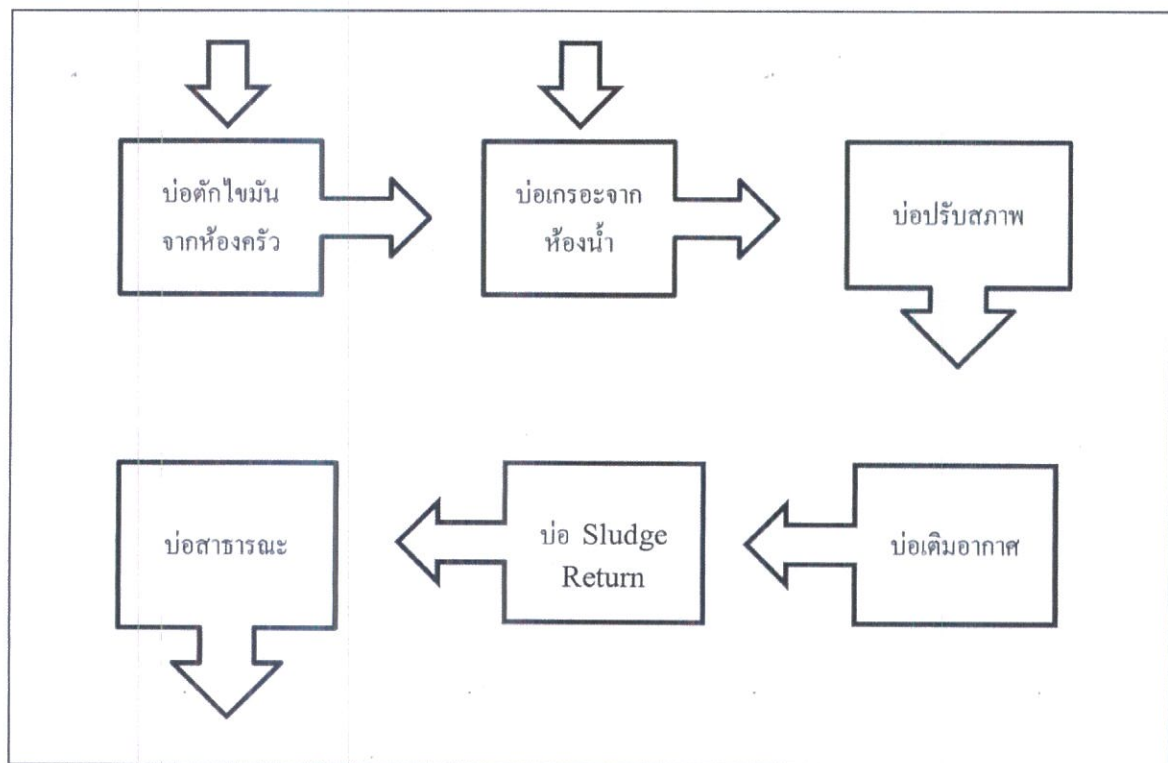 บ่อดักไขมัน
จากห้องครัว
บ่อเกรอะจาก
ห้องน้ำ
บ่อปรับสภาพ
บ่อสาธารณะ
บ่อ Sludge
Return
บ่อเติมอากาศ